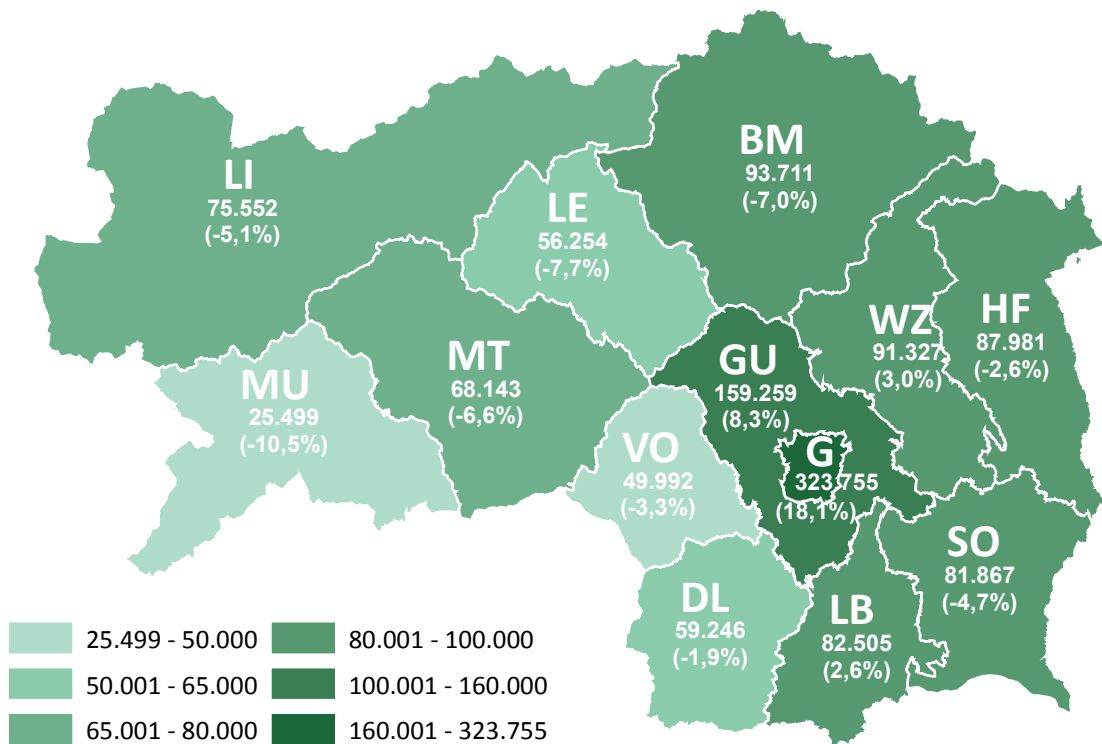 BM
93.711
(-7,0%)
LI
75.552
(-5,1%)
LE
56.254
(-7,7%)
HF
87.981
(-2,6%)
WZ
91.327
(3,0%)
MT
68.143
(-6,6%)
GU
159.259
(8,3%)
MU
25.499
(-10,5%)
VO
49.992
(-3,3%)
G
323.755
(18,1%)
SO
81.867
(-4,7%)
DL
59.246
(-1,9%)
LB
82.505
(2,6%)
25.499 - 50.000
50.001 - 65.000
65.001 - 80.000
80.001 - 100.000
100.001 - 160.000
160.001 - 323.755